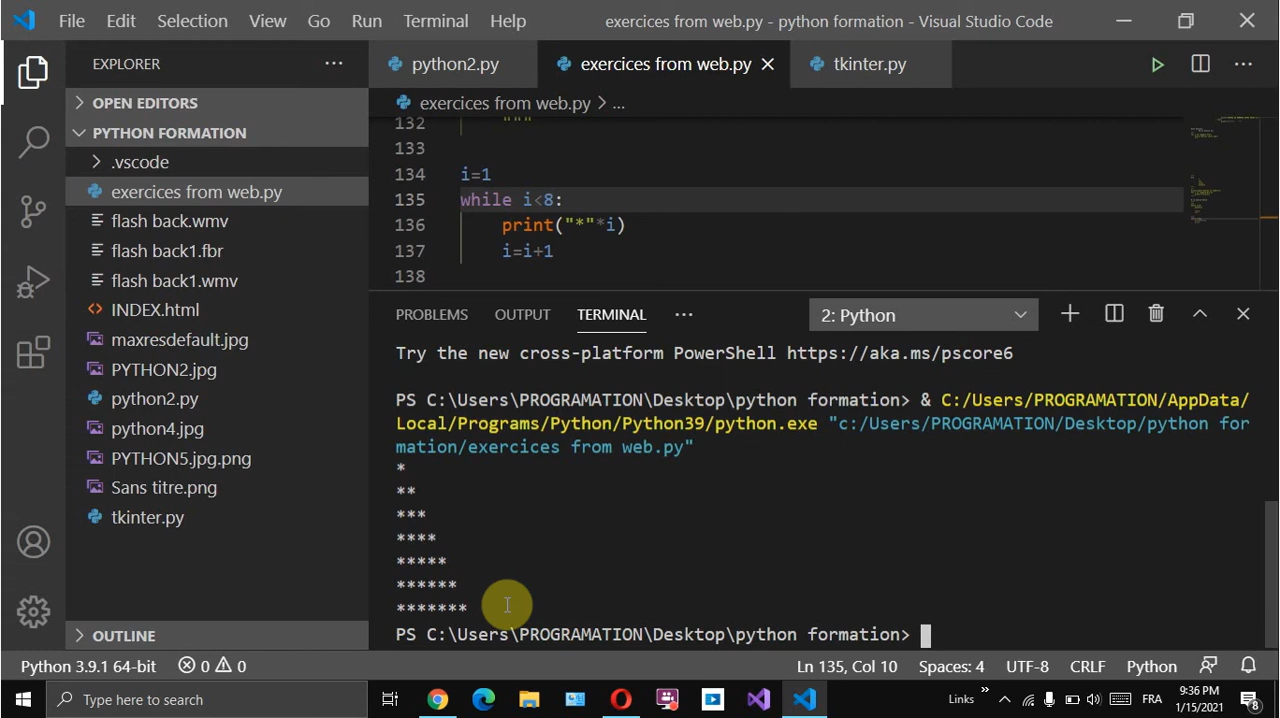 File Edit Selection View Go Run Terminal Help exercices from web.py - python formation - Visual Studio Code
EXPLORER ...
OPEN EDITORS
PYTHON FORMATION
.vscode
exercices from web.py
flash back.wmv
flash back1.fbr
flash back1.wmv
INDEX.html
maxresdefault.jpg
PYTHON2.jpg
python2.py
python4.jpg
PYTHON5.jpg.png
Sans titre.png
tkinter.py
OUTLINE
python2.py exercices from web.py tkinter.py ...
exercices from web.py > ...
132 """
133
134 i=1
135 while i<8:
136 print("*"*i)
137 i=i+1
138
PROBLEMS OUTPUT TERMINAL ... 2: Python
Try the new cross-platform PowerShell https://aka.ms/pscore6
PS C:\Users\PROGRAMATION\Desktop\python formation> & C:/Users/PROGRAMATION/AppData/
Local/Programs/Python/Python39/python.exe "c:/Users/PROGRAMATION/Desktop/python for
mation/exercices from web.py"
*
**
***
****
*****
******
*******
PS C:\Users\PROGRAMATION\Desktop\python formation>
Python 3.9.1 64-bit 0 0 Ln 135, Col 10 Spaces: 4 UTF-8 CRLF Python
Type here to search Links » FRA 9:36 PM
1/15/2021 8